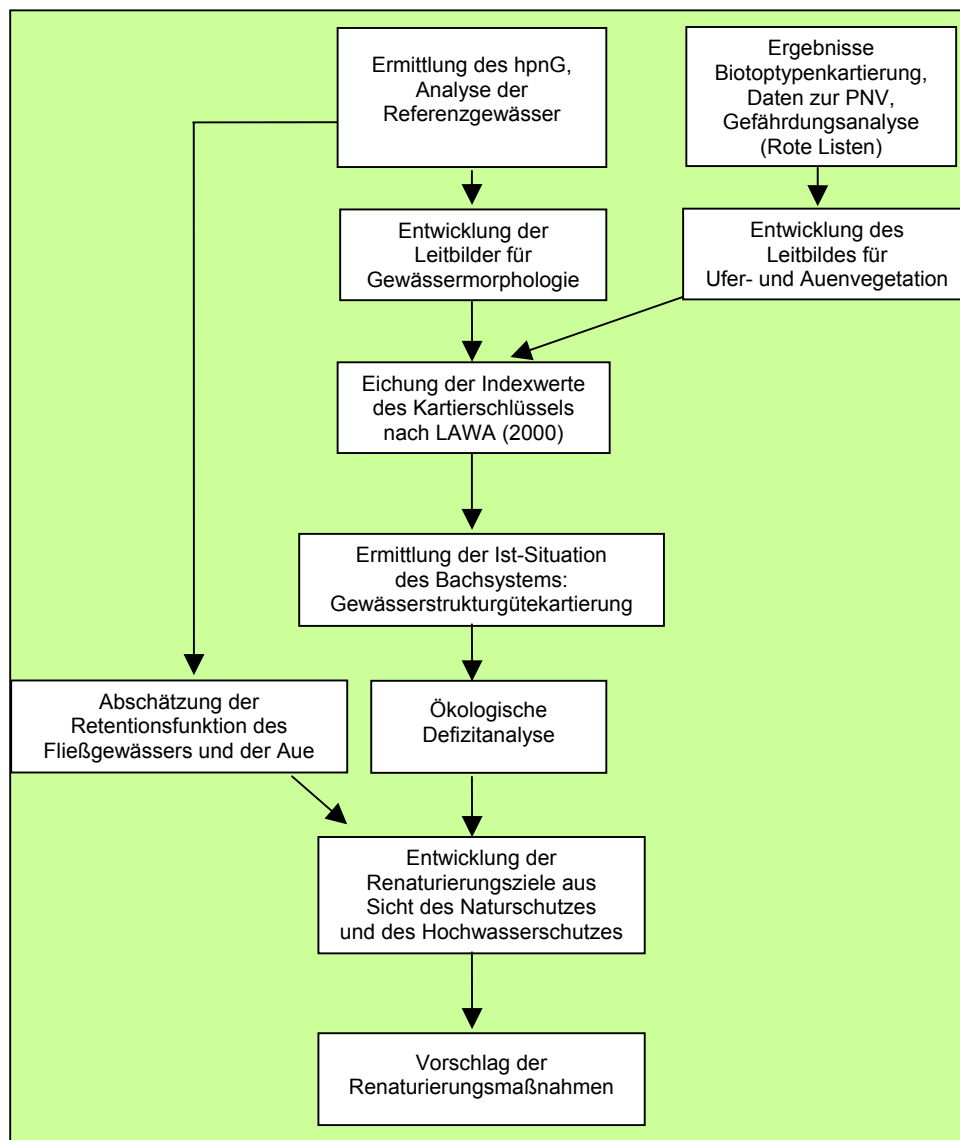 Ermittlung des hpnG,
Analyse der
Referenzgewässer
Ergebnisse
Biotoptypenkartierung,
Daten zur PNV,
Gefährdungsanalyse
(Rote Listen)
Entwicklung der
Leitbilder für
Gewässermorphologie
Entwicklung des
Leitbildes für
Ufer- und Auenvegetation
Eichung der Indexwerte
des Kartierschlüssels
nach LAWA (2000)
Ermittlung der Ist-Situation
des Bachsystems:
Gewässerstrukturgütekartierung
Abschätzung der
Retentionsfunktion des
Fließgewässers und der Aue
Ökologische
Defizitanalyse
Entwicklung der
Renaturierungsziele aus
Sicht des Naturschutzes
und des Hochwasserschutzes
Vorschlag der
Renaturierungsmaßnahmen